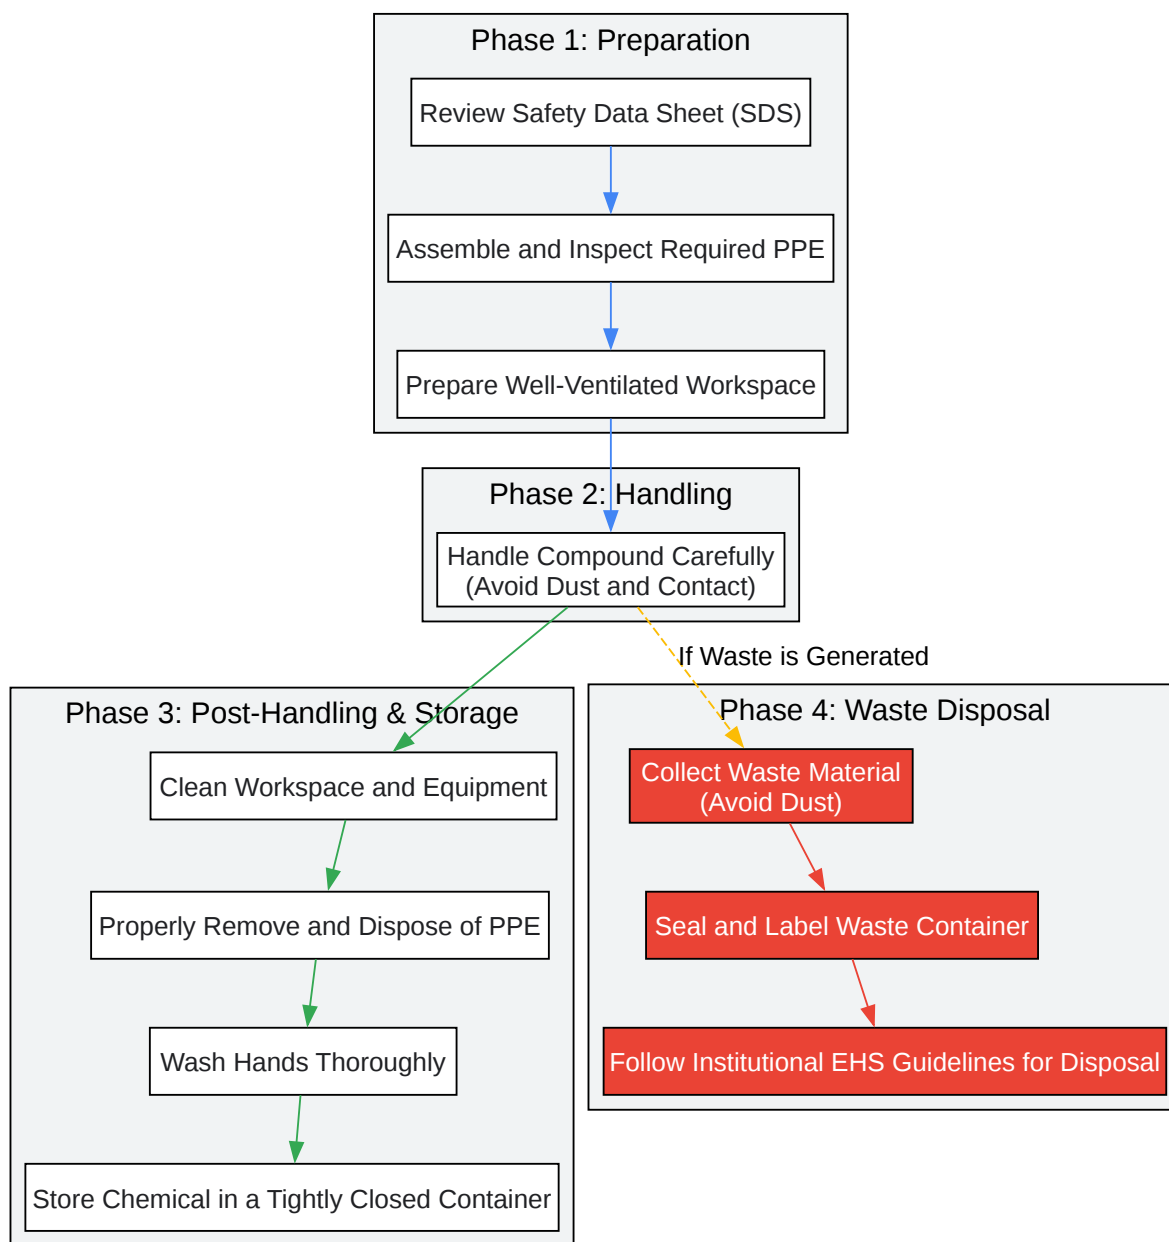 Phase 1: Preparation
Review Safety Data Sheet (SDS)
Assemble and Inspect Required PPE
Prepare Well-Ventilated Workspace
Phase 2: Handling
Handle Compound Carefully
(Avoid Dust and Contact)
If Waste is Generated
Phase 3: Post-Handling & Storage
Clean Workspace and Equipment
Properly Remove and Dispose of PPE
Wash Hands Thoroughly
Store Chemical in a Tightly Closed Container
Phase 4: Waste Disposal
Collect Waste Material
(Avoid Dust)
Seal and Label Waste Container
Follow Institutional EHS Guidelines for Disposal